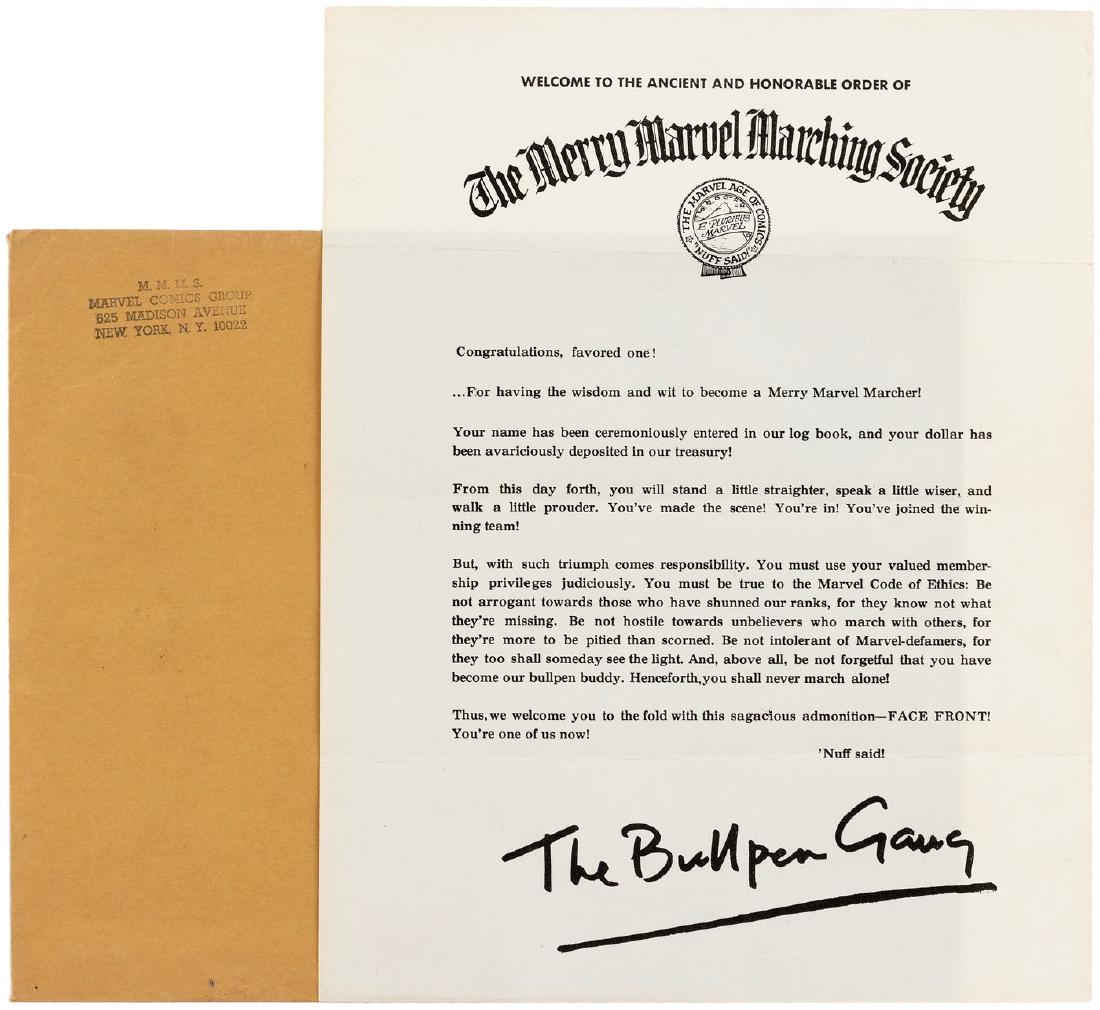 M. M. M. S.
MARVEL COMICS GROUP
625 MADISON AVENUE
NEW YORK, N. Y. 10022
WELCOME TO THE ANCIENT AND HONORABLE ORDER OF
The Merry Marvel Marching Society
THE MARVEL AGE OF COMICS
E PLURIBUS
MARVEL
"NUFF SAID!"
Congratulations, favored one!
...For having the wisdom and wit to become a Merry Marvel Marcher!
Your name has been ceremoniously entered in our log book, and your dollar has
been avariciously deposited in our treasury!
From this day forth, you will stand a little straighter, speak a little wiser, and
walk a little prouder. You've made the scene! You're in! You've joined the win-
ning team!
But, with such triumph comes responsibility. You must use your valued member-
ship privileges judiciously. You must be true to the Marvel Code of Ethics: Be
not arrogant towards those who have shunned our ranks, for they know not what
they're missing. Be not hostile towards unbelievers who march with others, for
they're more to be pitied than scorned. Be not intolerant of Marvel-defamers, for
they too shall someday see the light. And, above all, be not forgetful that you have
become our bullpen buddy. Henceforth,you shall never march alone!
Thus,we welcome you to the fold with this sagacious admonition—FACE FRONT!
You're one of us now!
'Nuff said!
The Bullpen Gang